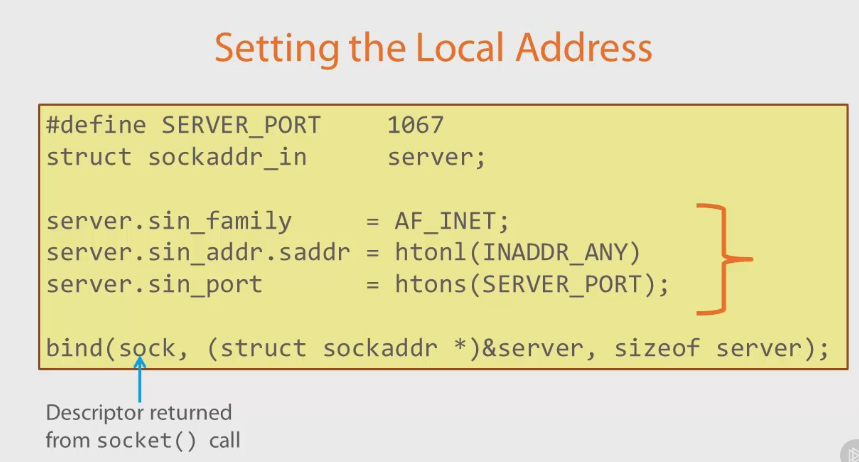 Setting the Local Address
#define SERVER_PORT 1067
struct sockaddr_in server;
server.sin_family = AF_INET;
server.sin_addr.saddr = htonl(INADDR_ANY)
server.sin_port = htons(SERVER_PORT);
bind(sock, (struct sockaddr *)&server, sizeof server);
Descriptor returned
from socket() call